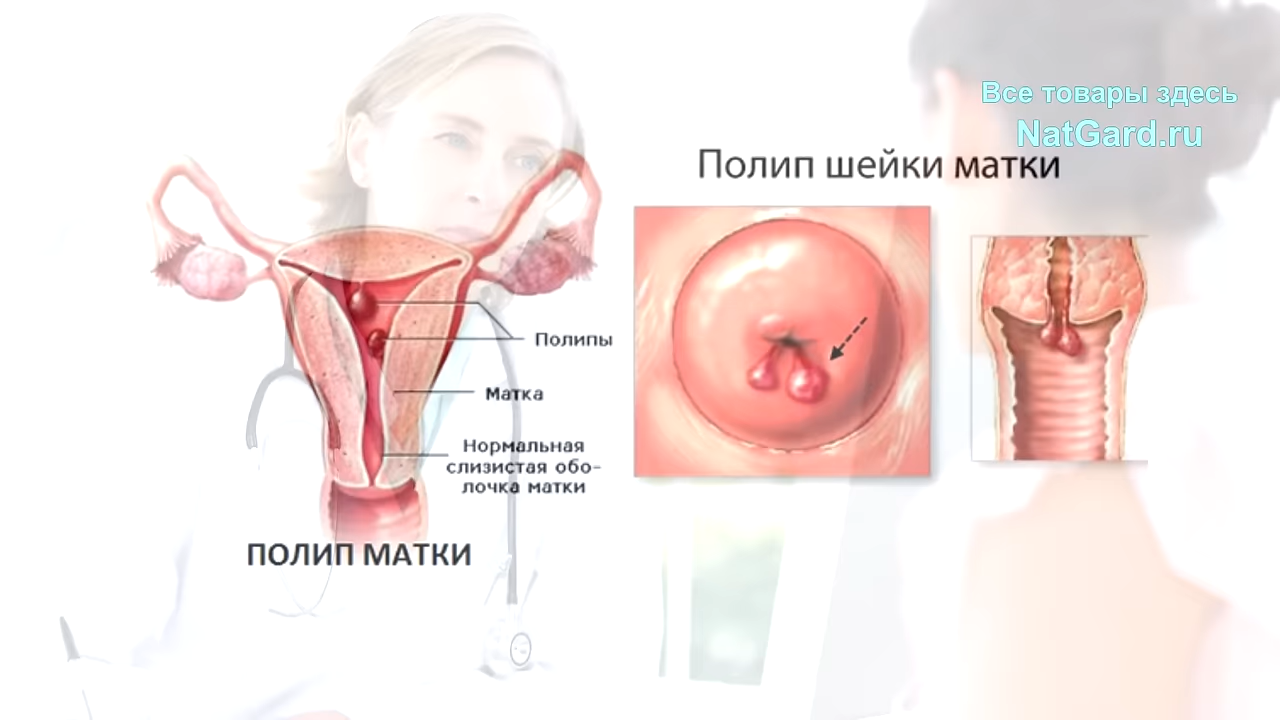 Все товары здесь
NatGard.ru
Полип шейки матки
Полипы
Матка
Нормальная
слизистая обо-
лочка матки
ПОЛИП МАТКИ